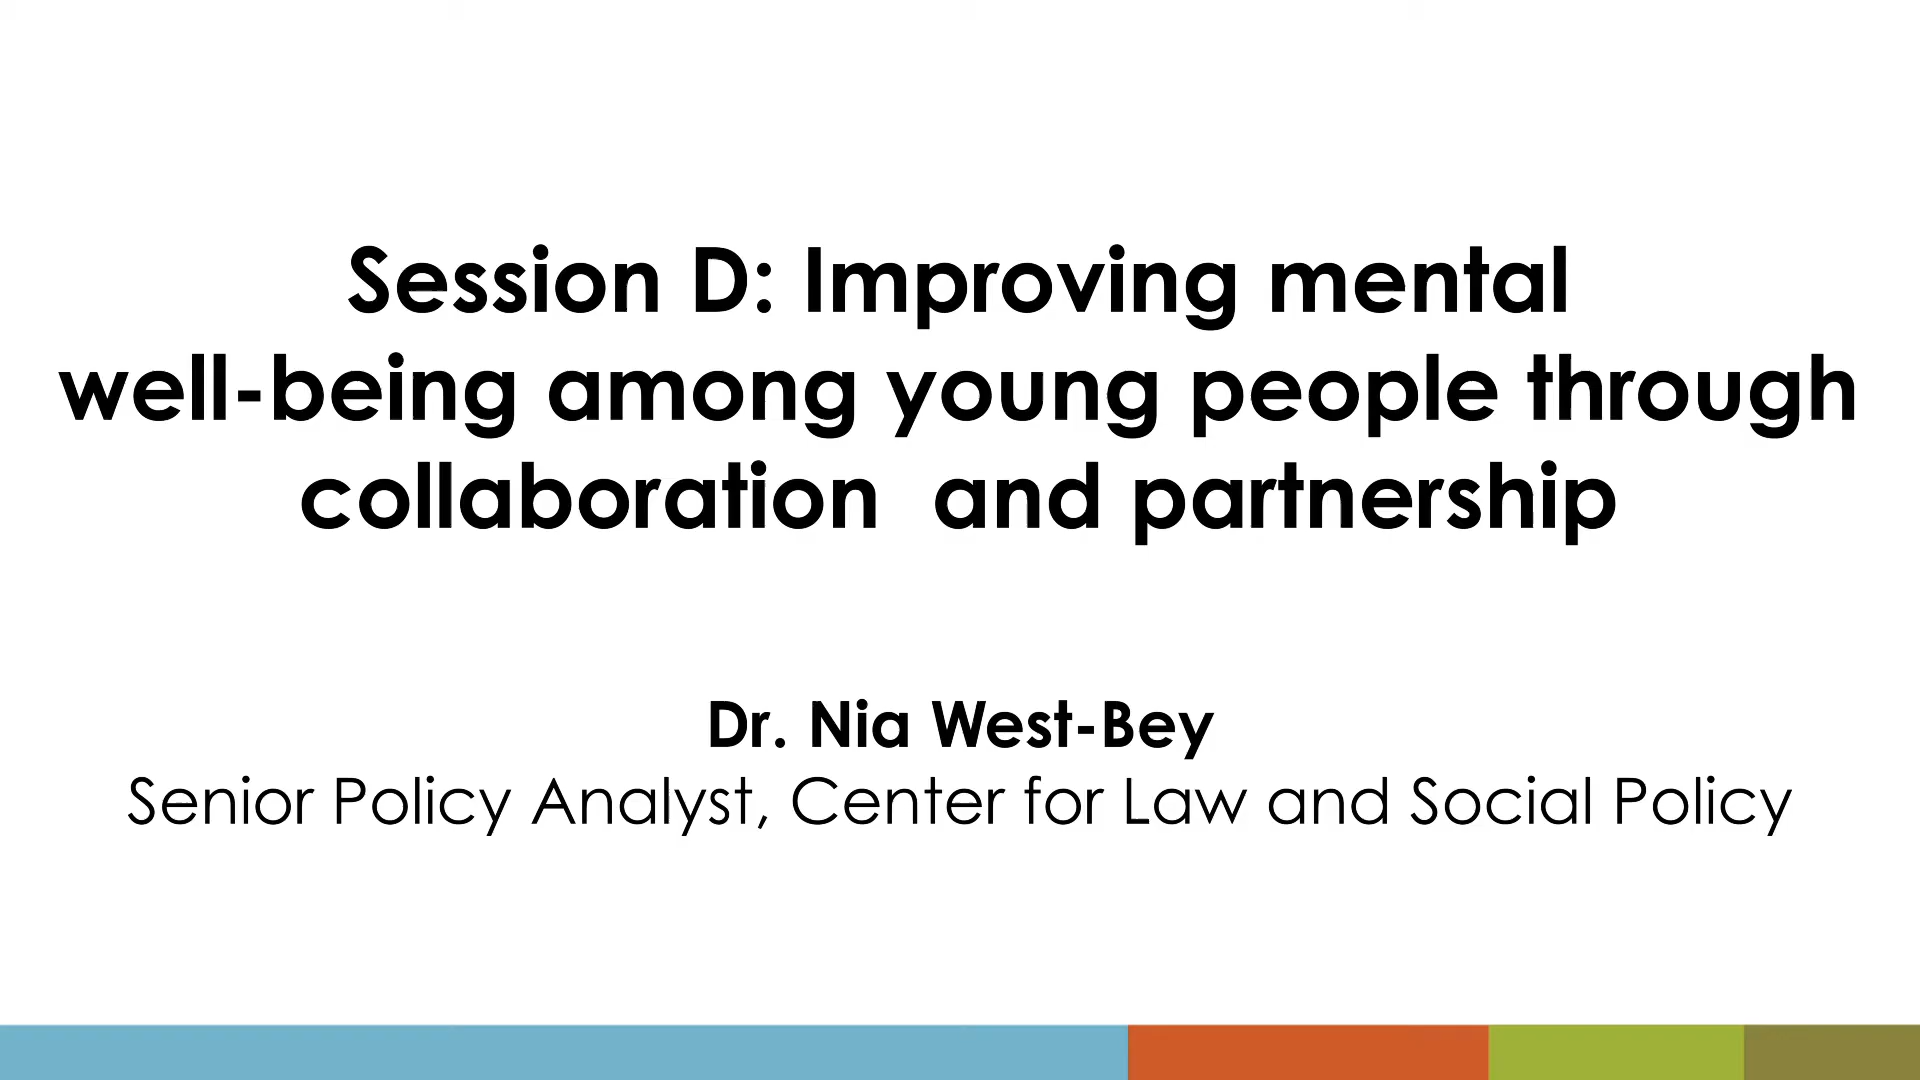 Session D: Improving mental
well-being among young people through
collaboration  and partnership
Dr. Nia West-Bey
Senior Policy Analyst, Center for Law and Social Policy